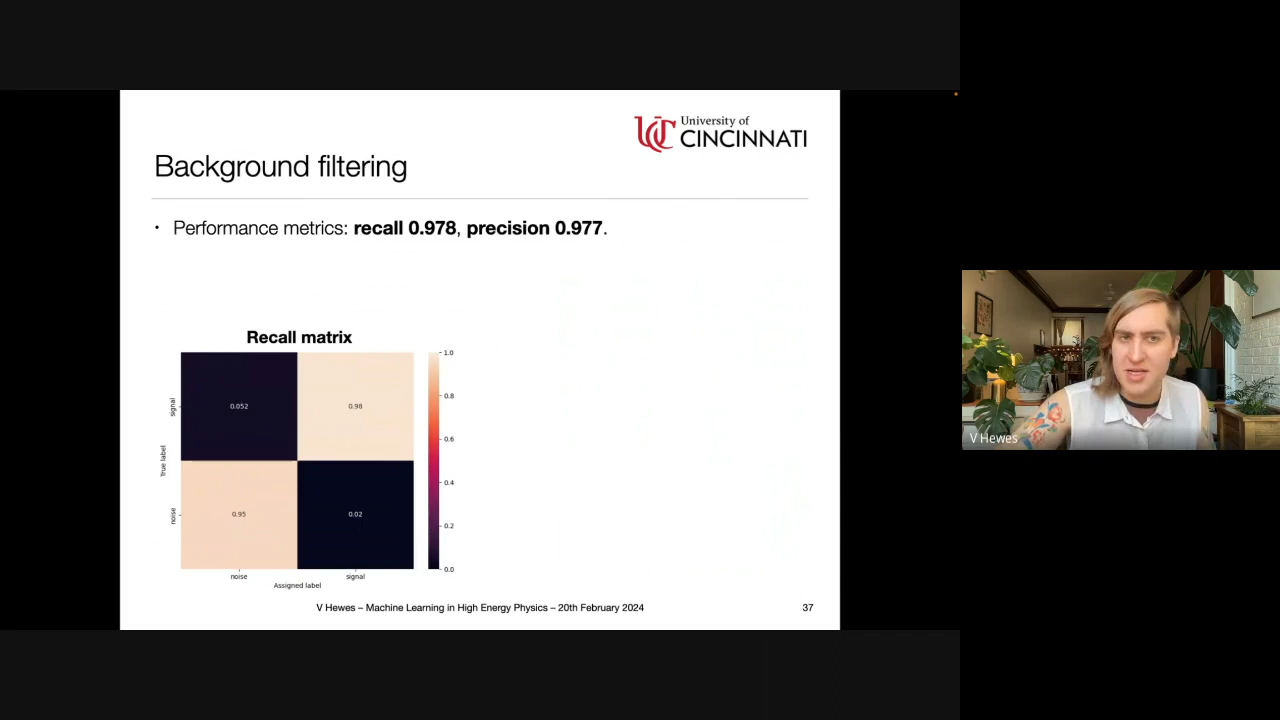 University of
CINCINNATI
Background filtering
• Performance metrics: recall 0.978, precision 0.977.
Recall matrix
1.0
0.8
0.6
0.4
0.2
0.0
signal
noise
True label
0.052
0.98
0.95
0.02
noise
signal
Assigned label
V Hewes – Machine Learning in High Energy Physics – 20th February 2024
37
V Hewes